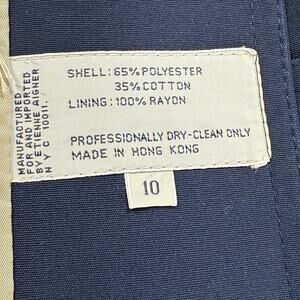 SHELL: 65% POLYESTER
35% COTTON
LINING: 100% RAYON
PROFESSIONALLY DRY-CLEAN ONLY
MADE IN HONG KONG
MANUFACTURED
FOR AND IMPORTED
BY ETIENNE AIGNER
N Y C 10011.
10